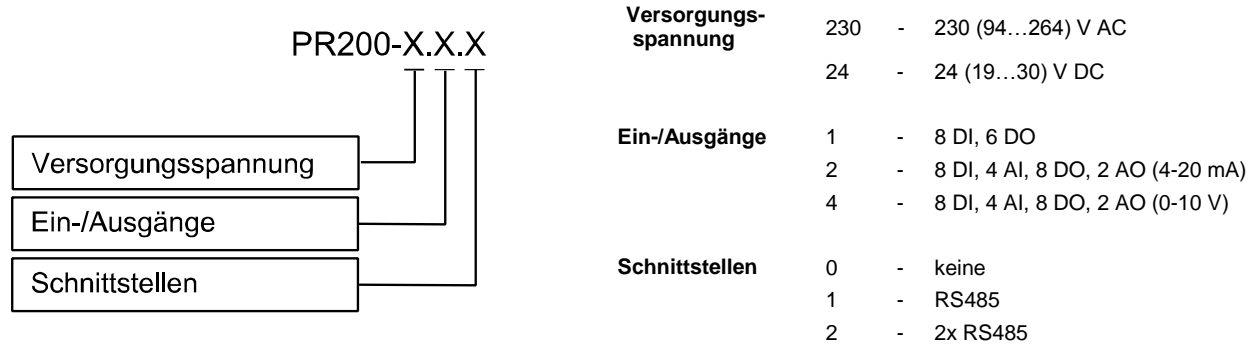 PR200-X.X.X
Versorgungsspannung
Ein-/Ausgänge
Schnittstellen
Versorgungs-
spannung
230 - 230 (94…264) V AC
24 - 24 (19…30) V DC
Ein-/Ausgänge 1 - 8 DI, 6 DO
2 - 8 DI, 4 AI, 8 DO, 2 AO (4-20 mA)
4 - 8 DI, 4 AI, 8 DO, 2 AO (0-10 V)
Schnittstellen 0 - keine
1 - RS485
2 - 2x RS485